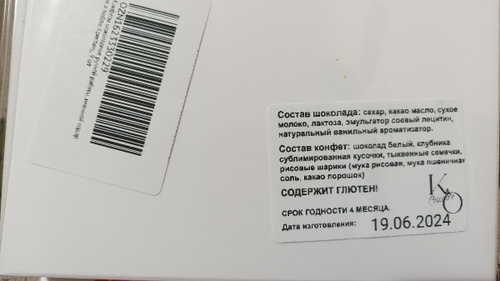 OZN1623330229
Состав шоколада: сахар, какао масло, сухое
молоко, лактоза, эмульгатор соевый лецитин,
натуральный ванильный ароматизатор.
Состав конфет: шоколад белый, клубника
сублимированная кусочки, тыквенные семечки,
рисовые шарики (мука рисовая, мука пшеничная
соль, какао порошок)
СОДЕРЖИТ ГЛЮТЕН!
СРОК ГОДНОСТИ 4 МЕСЯЦА.
Дата изготовления: 19.06.2024